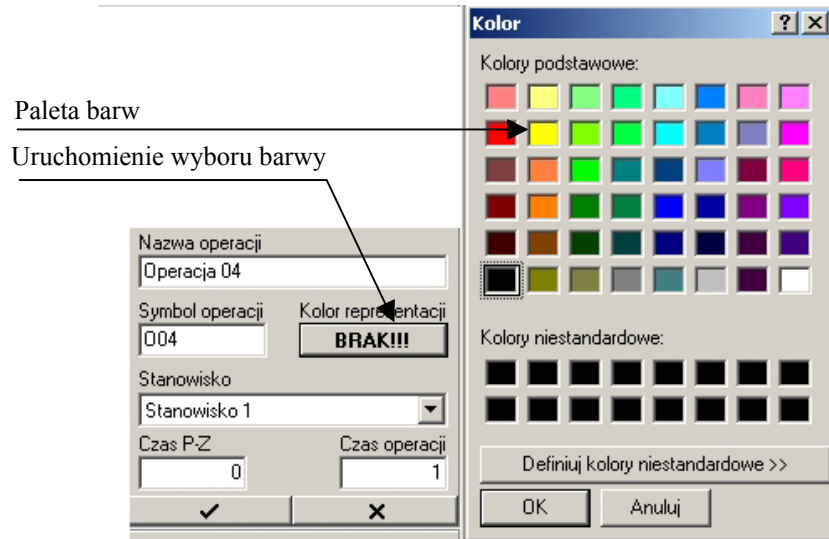 Paleta barw
Uruchomienie wyboru barwy
Nazwa operacji
Operacja 04
Symbol operacji Kolor reprezentacji
O04 BRAK!!!
Stanowisko
Stanowisko 1
Czas P-Z Czas operacji
0 1
Kolor
Kolory podstawowe:
Kolory niestandardowe:
Definiuj kolory niestandardowe >>
OK Anuluj